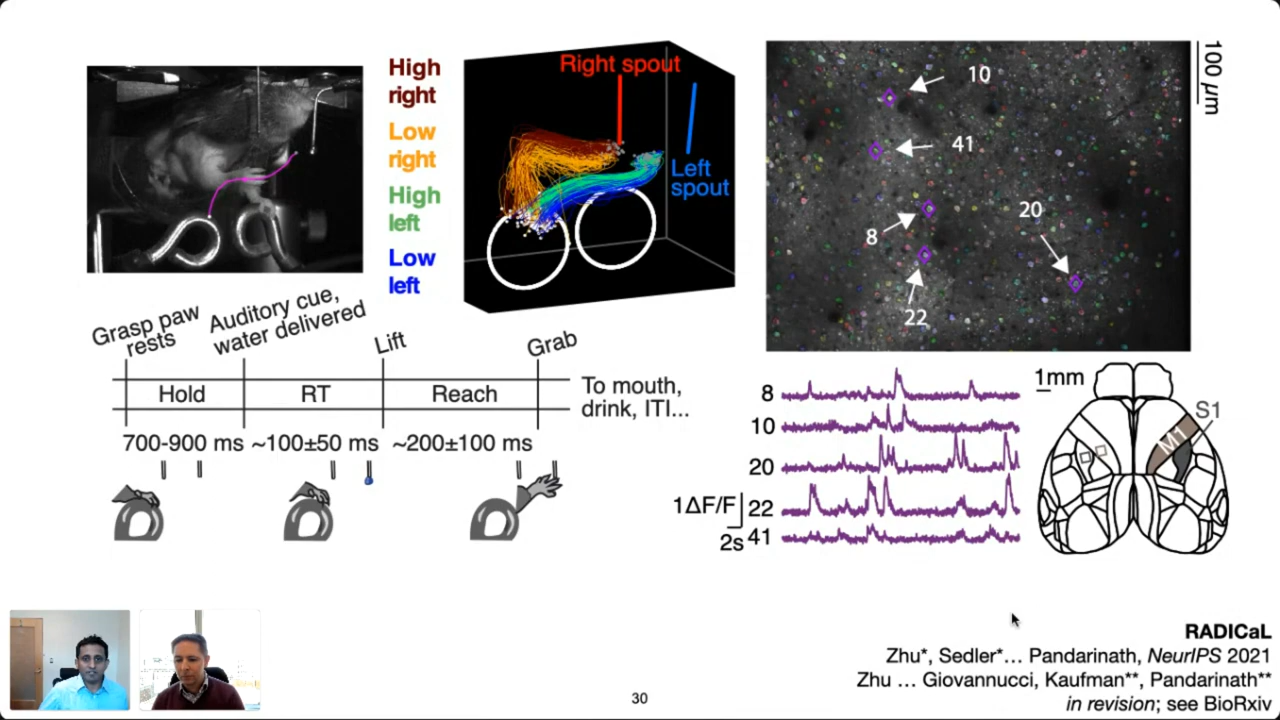 High
right
Low
right
High
left
Low
left
Right spout
Left
spout
10
41
8
22
20
100 µm
Grasp paw
rests
Auditory cue,
water delivered
Lift
Grab
Hold
RT
Reach
To mouth,
drink, ITI...
700-900 ms
~100±50 ms
~200±100 ms
8
10
20
22
41
1ΔF/F
2s
1mm
S1
M1
RADICaL
Zhu*, Sedler*... Pandarinath, NeurIPS 2021
Zhu ... Giovannucci, Kaufman**, Pandarinath**
in revision; see BioRxiv
30